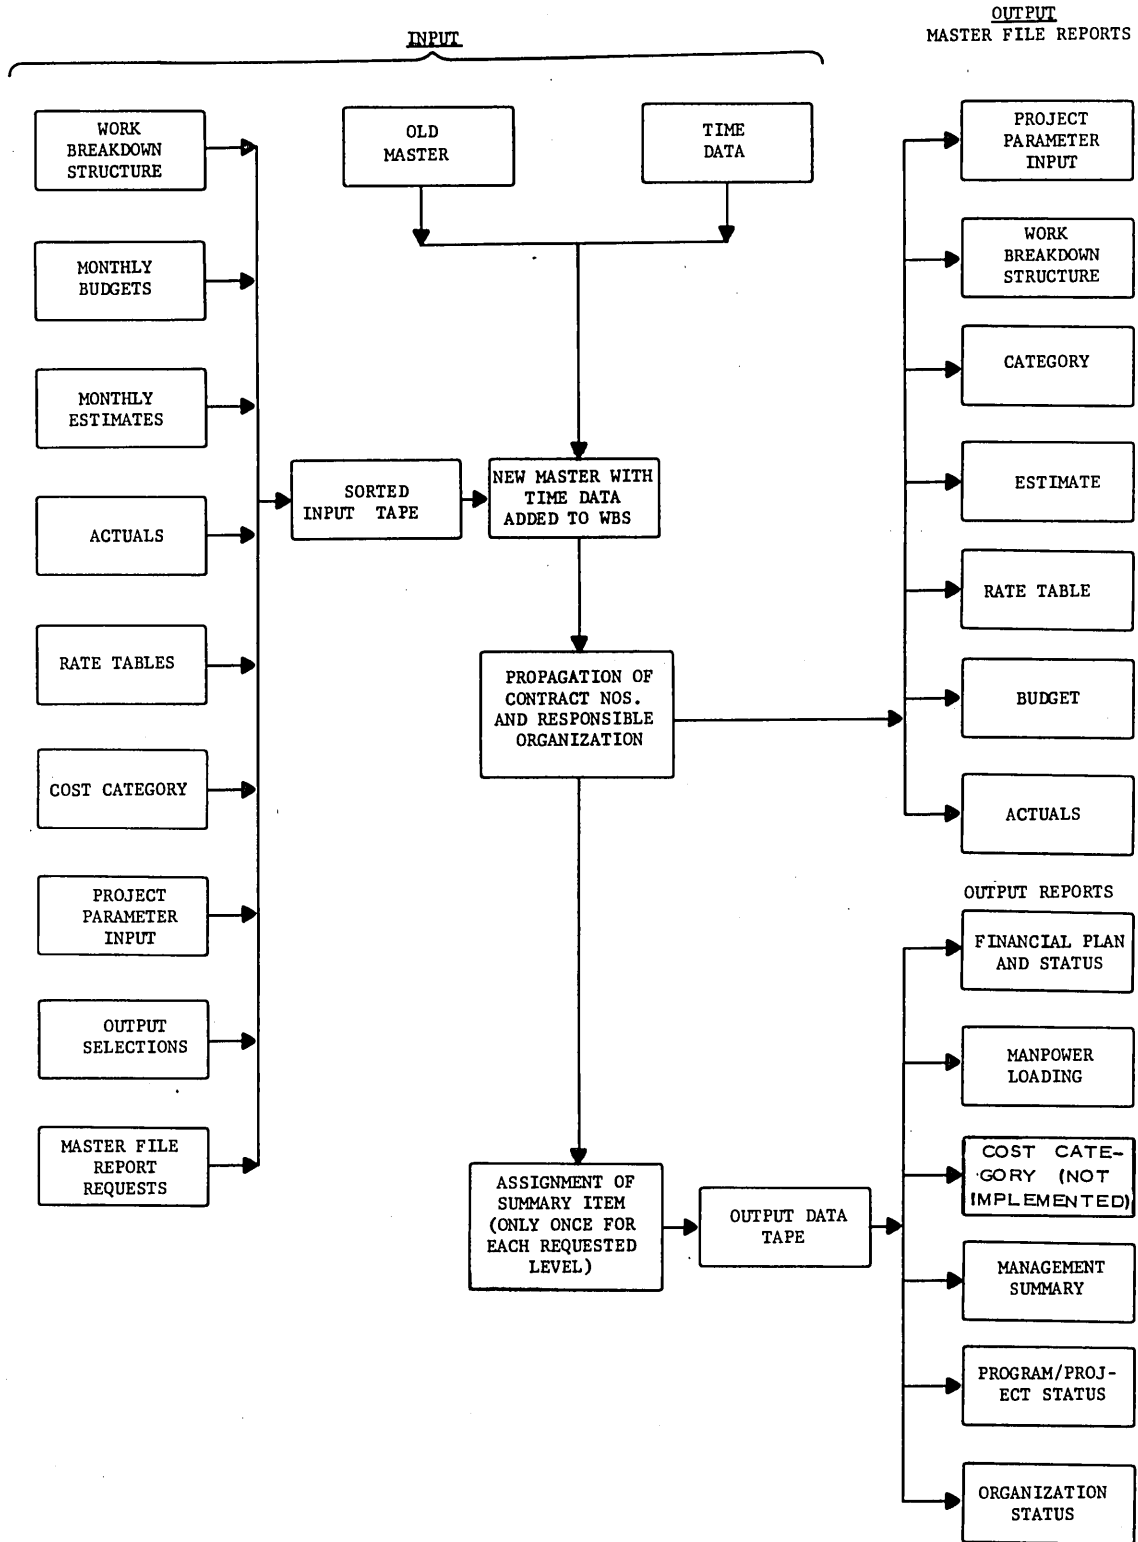 INPUT
OUTPUT
MASTER FILE REPORTS
WORK
BREAKDOWN
STRUCTURE
MONTHLY
BUDGETS
MONTHLY
ESTIMATES
ACTUALS
RATE TABLES
COST CATEGORY
PROJECT
PARAMETER
INPUT
OUTPUT
SELECTIONS
MASTER FILE
REPORT
REQUESTS
OLD
MASTER
TIME
DATA
SORTED
INPUT TAPE
NEW MASTER WITH
TIME DATA
ADDED TO WBS
PROPAGATION OF
CONTRACT NOS.
AND RESPONSIBLE
ORGANIZATION
ASSIGNMENT OF
SUMMARY ITEM
(ONLY ONCE FOR
EACH REQUESTED
LEVEL)
OUTPUT DATA
TAPE
PROJECT
PARAMETER
INPUT
WORK
BREAKDOWN
STRUCTURE
CATEGORY
ESTIMATE
RATE TABLE
BUDGET
ACTUALS
OUTPUT REPORTS
FINANCIAL PLAN
AND STATUS
MANPOWER
LOADING
COST CATE-
GORY (NOT
IMPLEMENTED)
MANAGEMENT
SUMMARY
PROGRAM/PROJ-
ECT STATUS
ORGANIZATION
STATUS